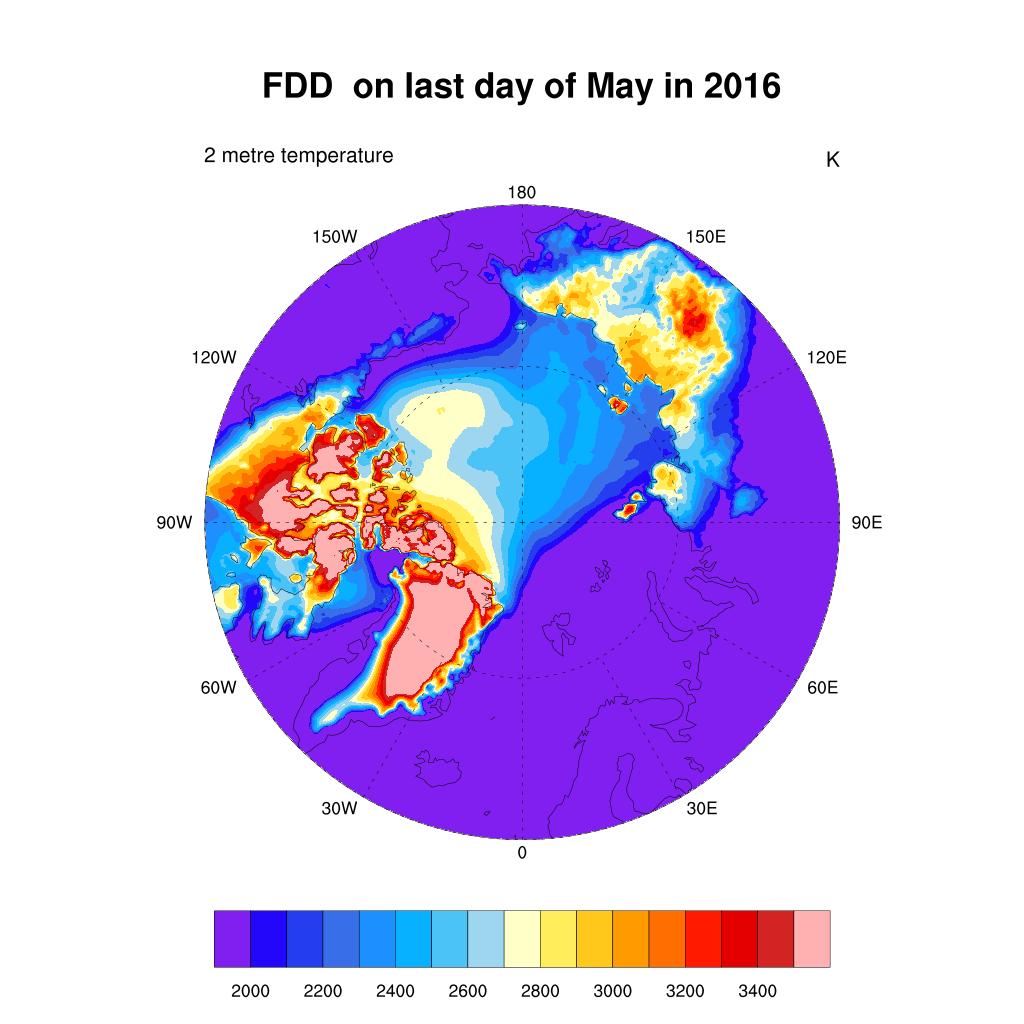 FDD  on last day of May in 2016
2 metre temperature
K
180
150W
150E
120W
120E
90W
90E
60W
60E
30W
30E
0
2000 2200 2400 2600 2800 3000 3200 3400